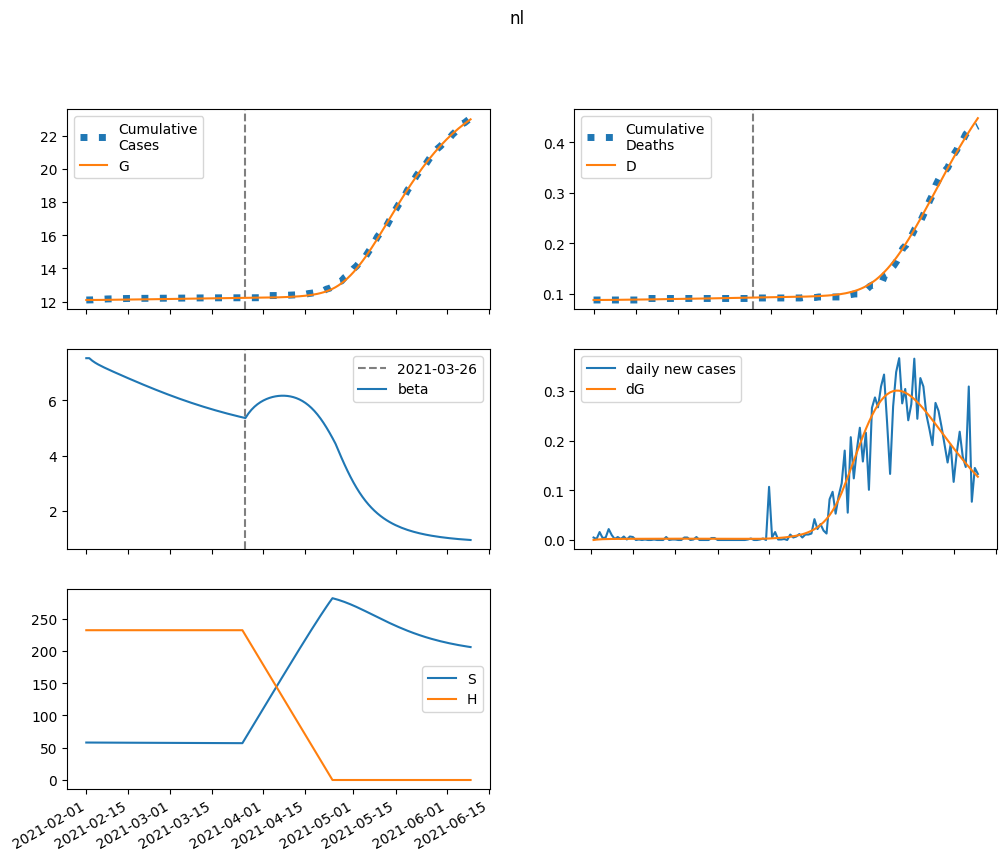 nl
22
20
18
16
14
12
Cumulative
Cases
G
0.4
0.3
0.2
0.1
Cumulative
Deaths
D
6
4
2
2021-03-26
beta
0.3
0.2
0.1
0.0
daily new cases
dG
250
200
150
100
50
0
S
H
2021-02-01
2021-02-15
2021-03-01
2021-03-15
2021-04-01
2021-04-15
2021-05-01
2021-05-15
2021-06-01
2021-06-15